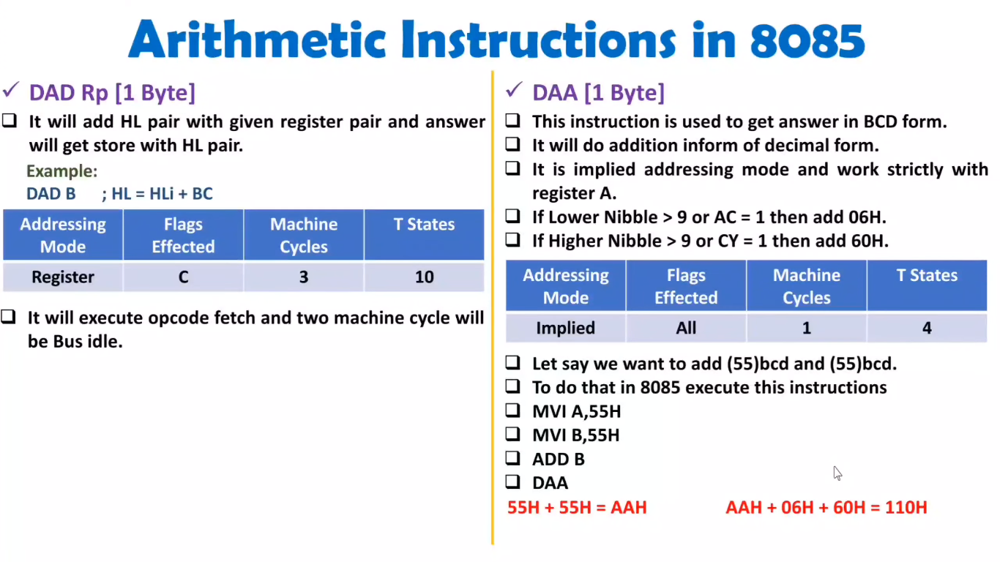 Arithmetic Instructions in 8085
✓ DAD Rp [1 Byte]
❑ It will add HL pair with given register pair and answer
will get store with HL pair.
Example:
DAD B ; HL = HLi + BC
Addressing Mode Flags Effected Machine Cycles T States
Register C 3 10
❑ It will execute opcode fetch and two machine cycle will
be Bus idle.
✓ DAA [1 Byte]
❑ This instruction is used to get answer in BCD form.
❑ It will do addition inform of decimal form.
❑ It is implied addressing mode and work strictly with
register A.
❑ If Lower Nibble > 9 or AC = 1 then add 06H.
❑ If Higher Nibble > 9 or CY = 1 then add 60H.
Addressing Mode Flags Effected Machine Cycles T States
Implied All 1 4
❑ Let say we want to add (55)bcd and (55)bcd.
❑ To do that in 8085 execute this instructions
❑ MVI A,55H
❑ MVI B,55H
❑ ADD B
❑ DAA
55H + 55H = AAH AAH + 06H + 60H = 110H